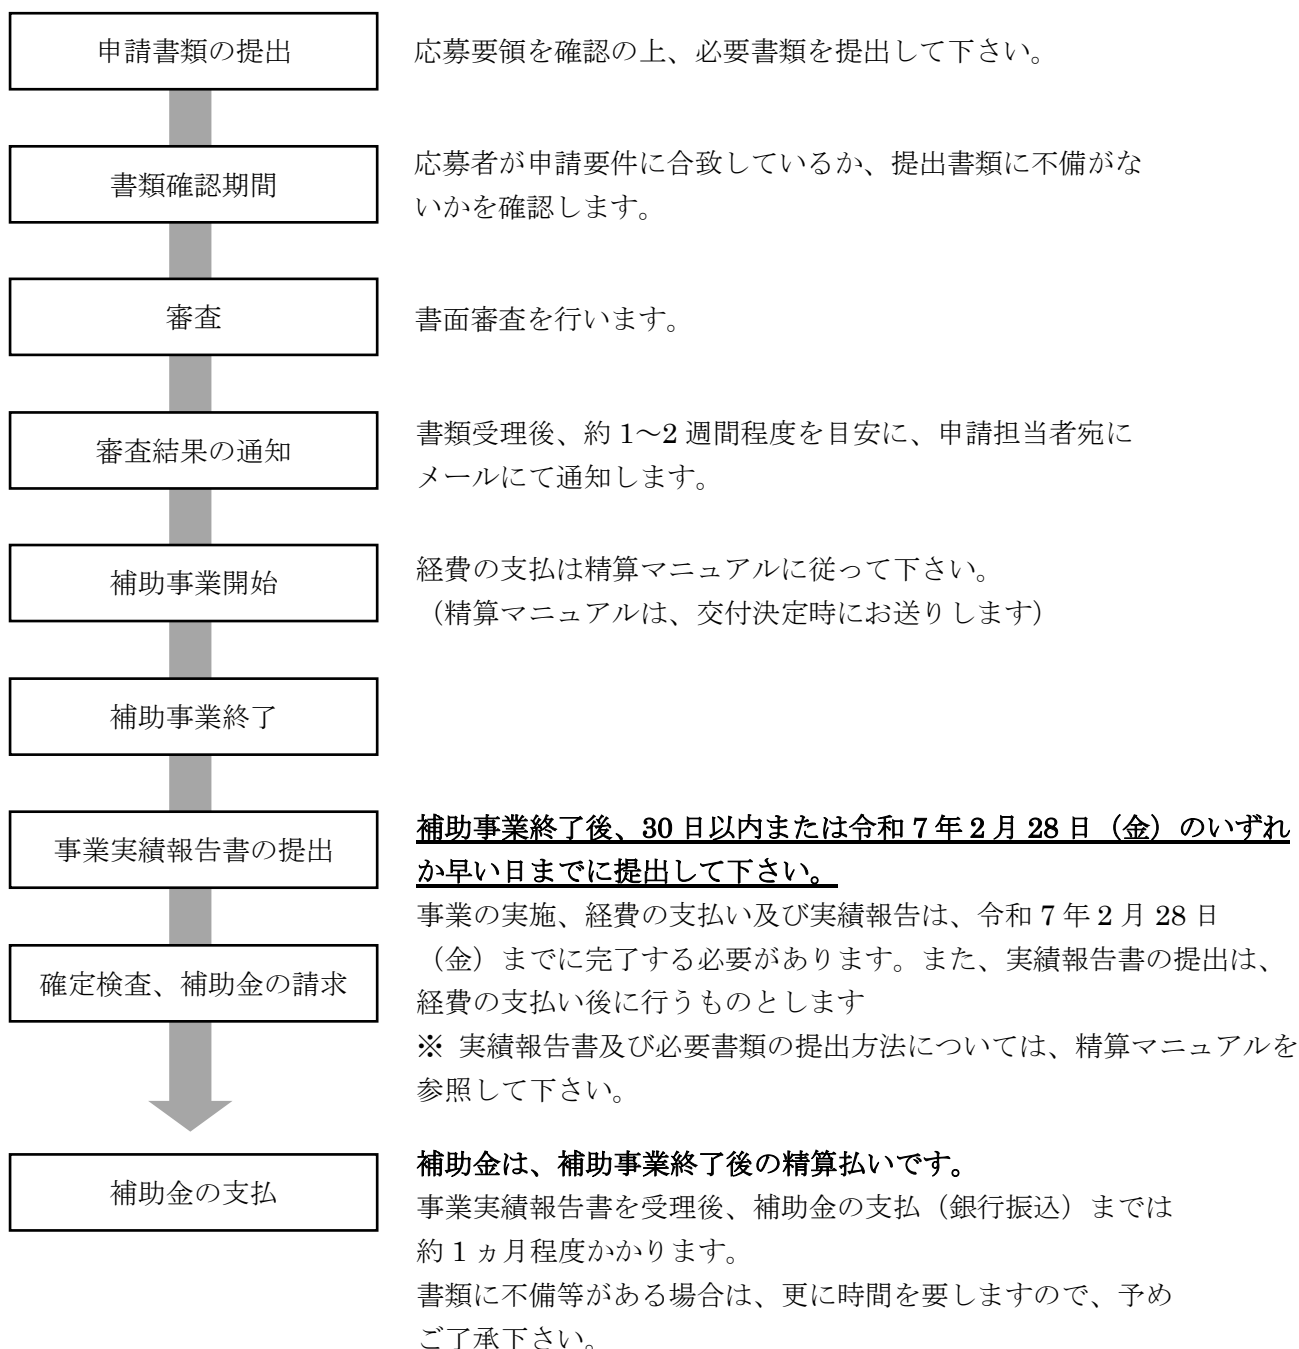 申請書類の提出
応募要領を確認の上、必要書類を提出して下さい。
書類確認期間
応募者が申請要件に合致しているか、提出書類に不備がな
いかを確認します。
審査
書面審査を行います。
審査結果の通知
書類受理後、約 1～2 週間程度を目安に、申請担当者宛に
メールにて通知します。
補助事業開始
経費の支払は精算マニュアルに従って下さい。
（精算マニュアルは、交付決定時にお送りします）
補助事業終了
事業実績報告書の提出
補助事業終了後、30 日以内または令和 7 年 2 月 28 日（金）のいずれ
か早い日までに提出して下さい。
事業の実施、経費の支払い及び実績報告は、令和 7 年 2 月 28 日
（金）までに完了する必要があります。また、実績報告書の提出は、
経費の支払い後に行うものとします
※ 実績報告書及び必要書類の提出方法については、精算マニュアルを
参照して下さい。
確定検査、補助金の請求
補助金の支払
補助金は、補助事業終了後の精算払いです。
事業実績報告書を受理後、補助金の支払（銀行振込）までは
約 1 ヵ月程度かかります。
書類に不備等がある場合は、更に時間を要しますので、予め
ご了承下さい。